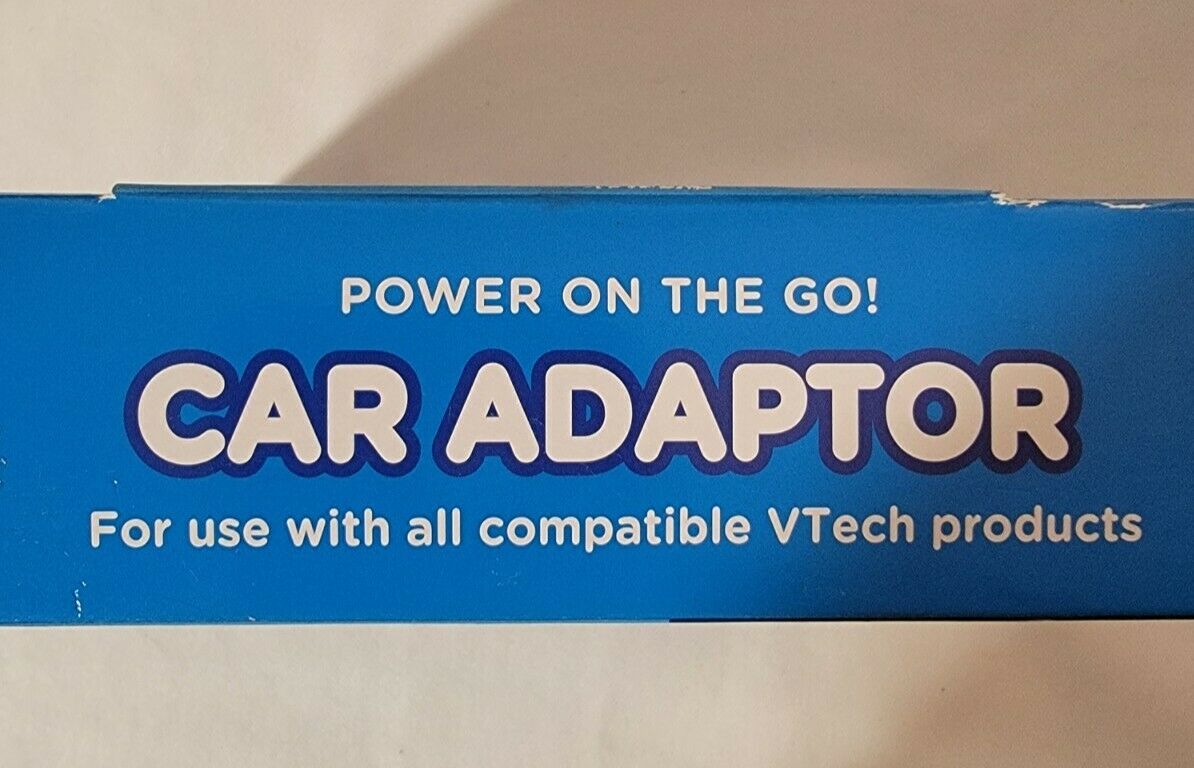 POWER ON THE GO!
CAR ADAPTOR
For use with all compatible VTech products